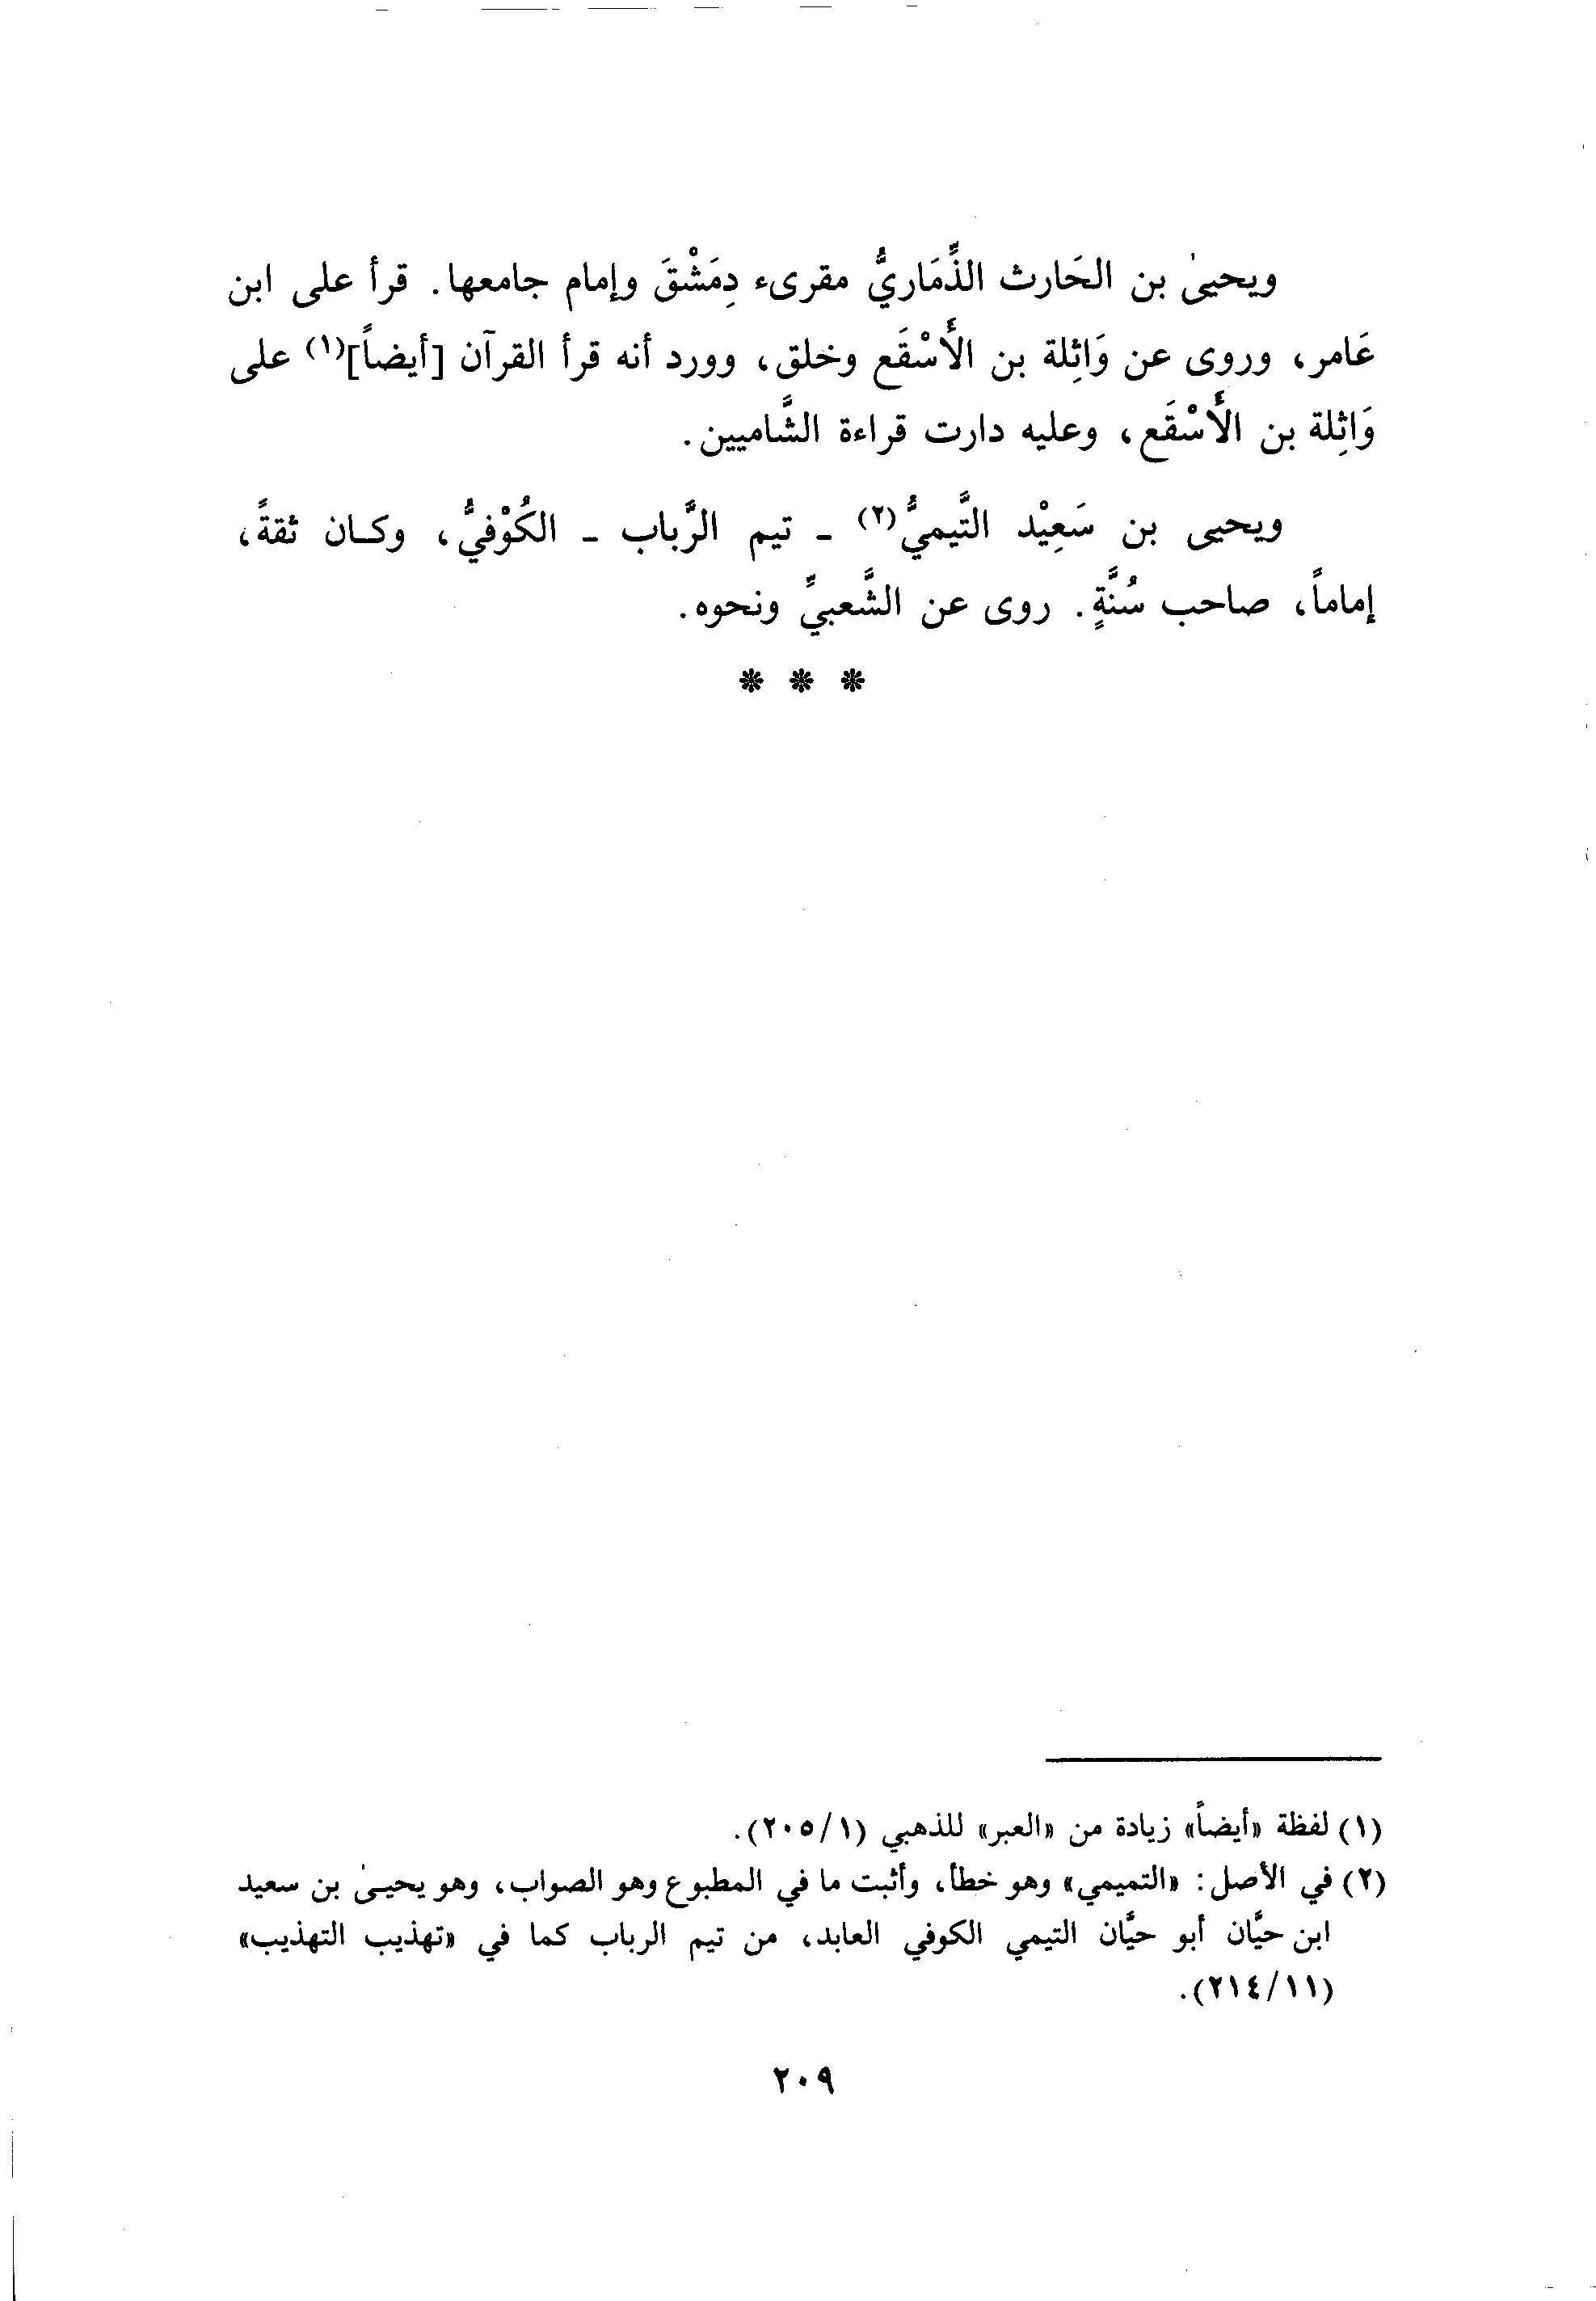 ويحيىٰ بن الحَارث الذِّمَاريُّ مقرىء دِمَشْقَ وإمام جامعها. قرأ على ابن
عَامر، وروى عن وَاثِلة بن الأَسْقَع وخلق، وورد أنه قرأ القرآن [أيضاً](١) على
وَاثِلة بن الأَسْقَع، وعليه دارت قراءة الشَّاميين.
ويحيى بن سَعِيْد التَّيميُّ(٢) ـ تيم الرَّباب ـ الكُوْفيُّ، وكـان ثقةً،
إماماً، صاحب سُنَّةٍ. روى عن الشَّعبيِّ ونحوه.
* * *
(١) لفظة «أيضاً» زيادة من «العبر» للذهبي (١/ ٢٠٥).
(٢) في الأصل: «التميمي» وهو خطأ، وأثبت ما في المطبوع وهو الصواب، وهو يحيـىٰ بن سعيد
ابن حيَّان أبو حيَّان التيمي الكوفي العابد، من تيم الرباب كما في «تهذيب التهذيب»
(١١/ ٢١٤).
٢٠٩